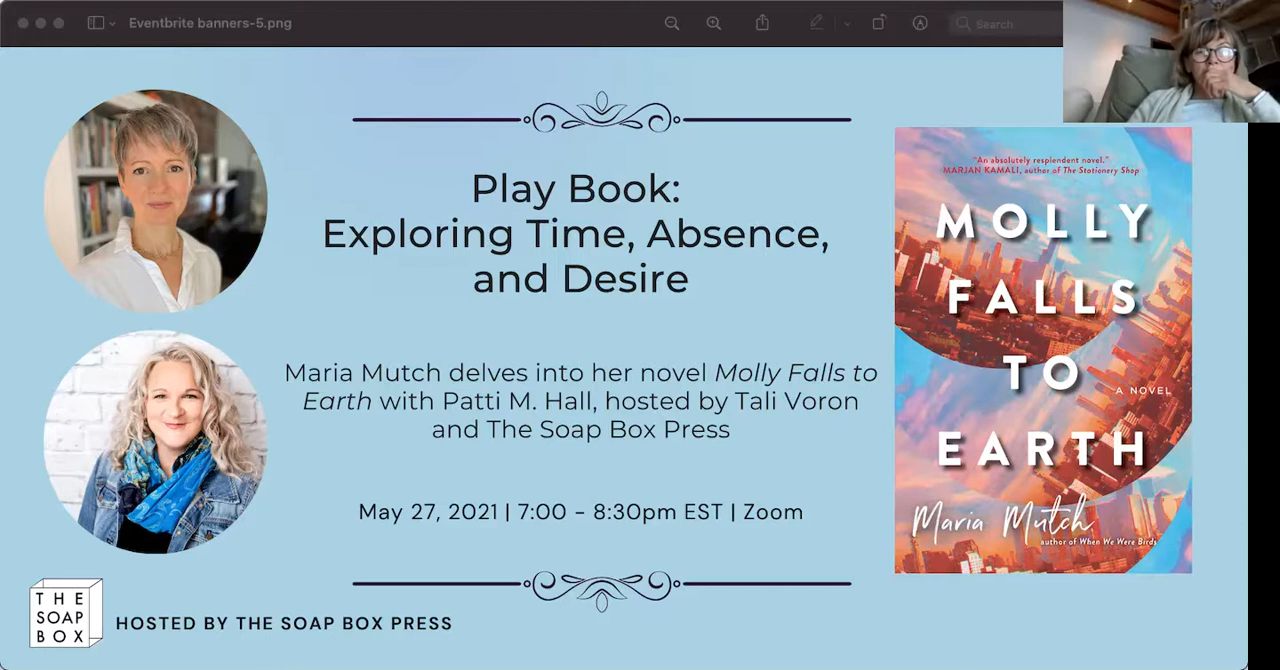 Eventbrite banners-5.png
Search
Play Book:
Exploring Time, Absence,
and Desire
Maria Mutch delves into her novel Molly Falls to
Earth with Patti M. Hall, hosted by Tali Voron
and The Soap Box Press
May 27, 2021 | 7:00 - 8:30pm EST | Zoom
THE
SOAP
BOX
HOSTED BY THE SOAP BOX PRESS
"An absolutely resplendent novel."
MARJAN KAMALI, author of The Stationery Shop
MOLLY
FALLS
TO
A NOVEL
EARTH
Maria Mutch
author of When We Were Birds